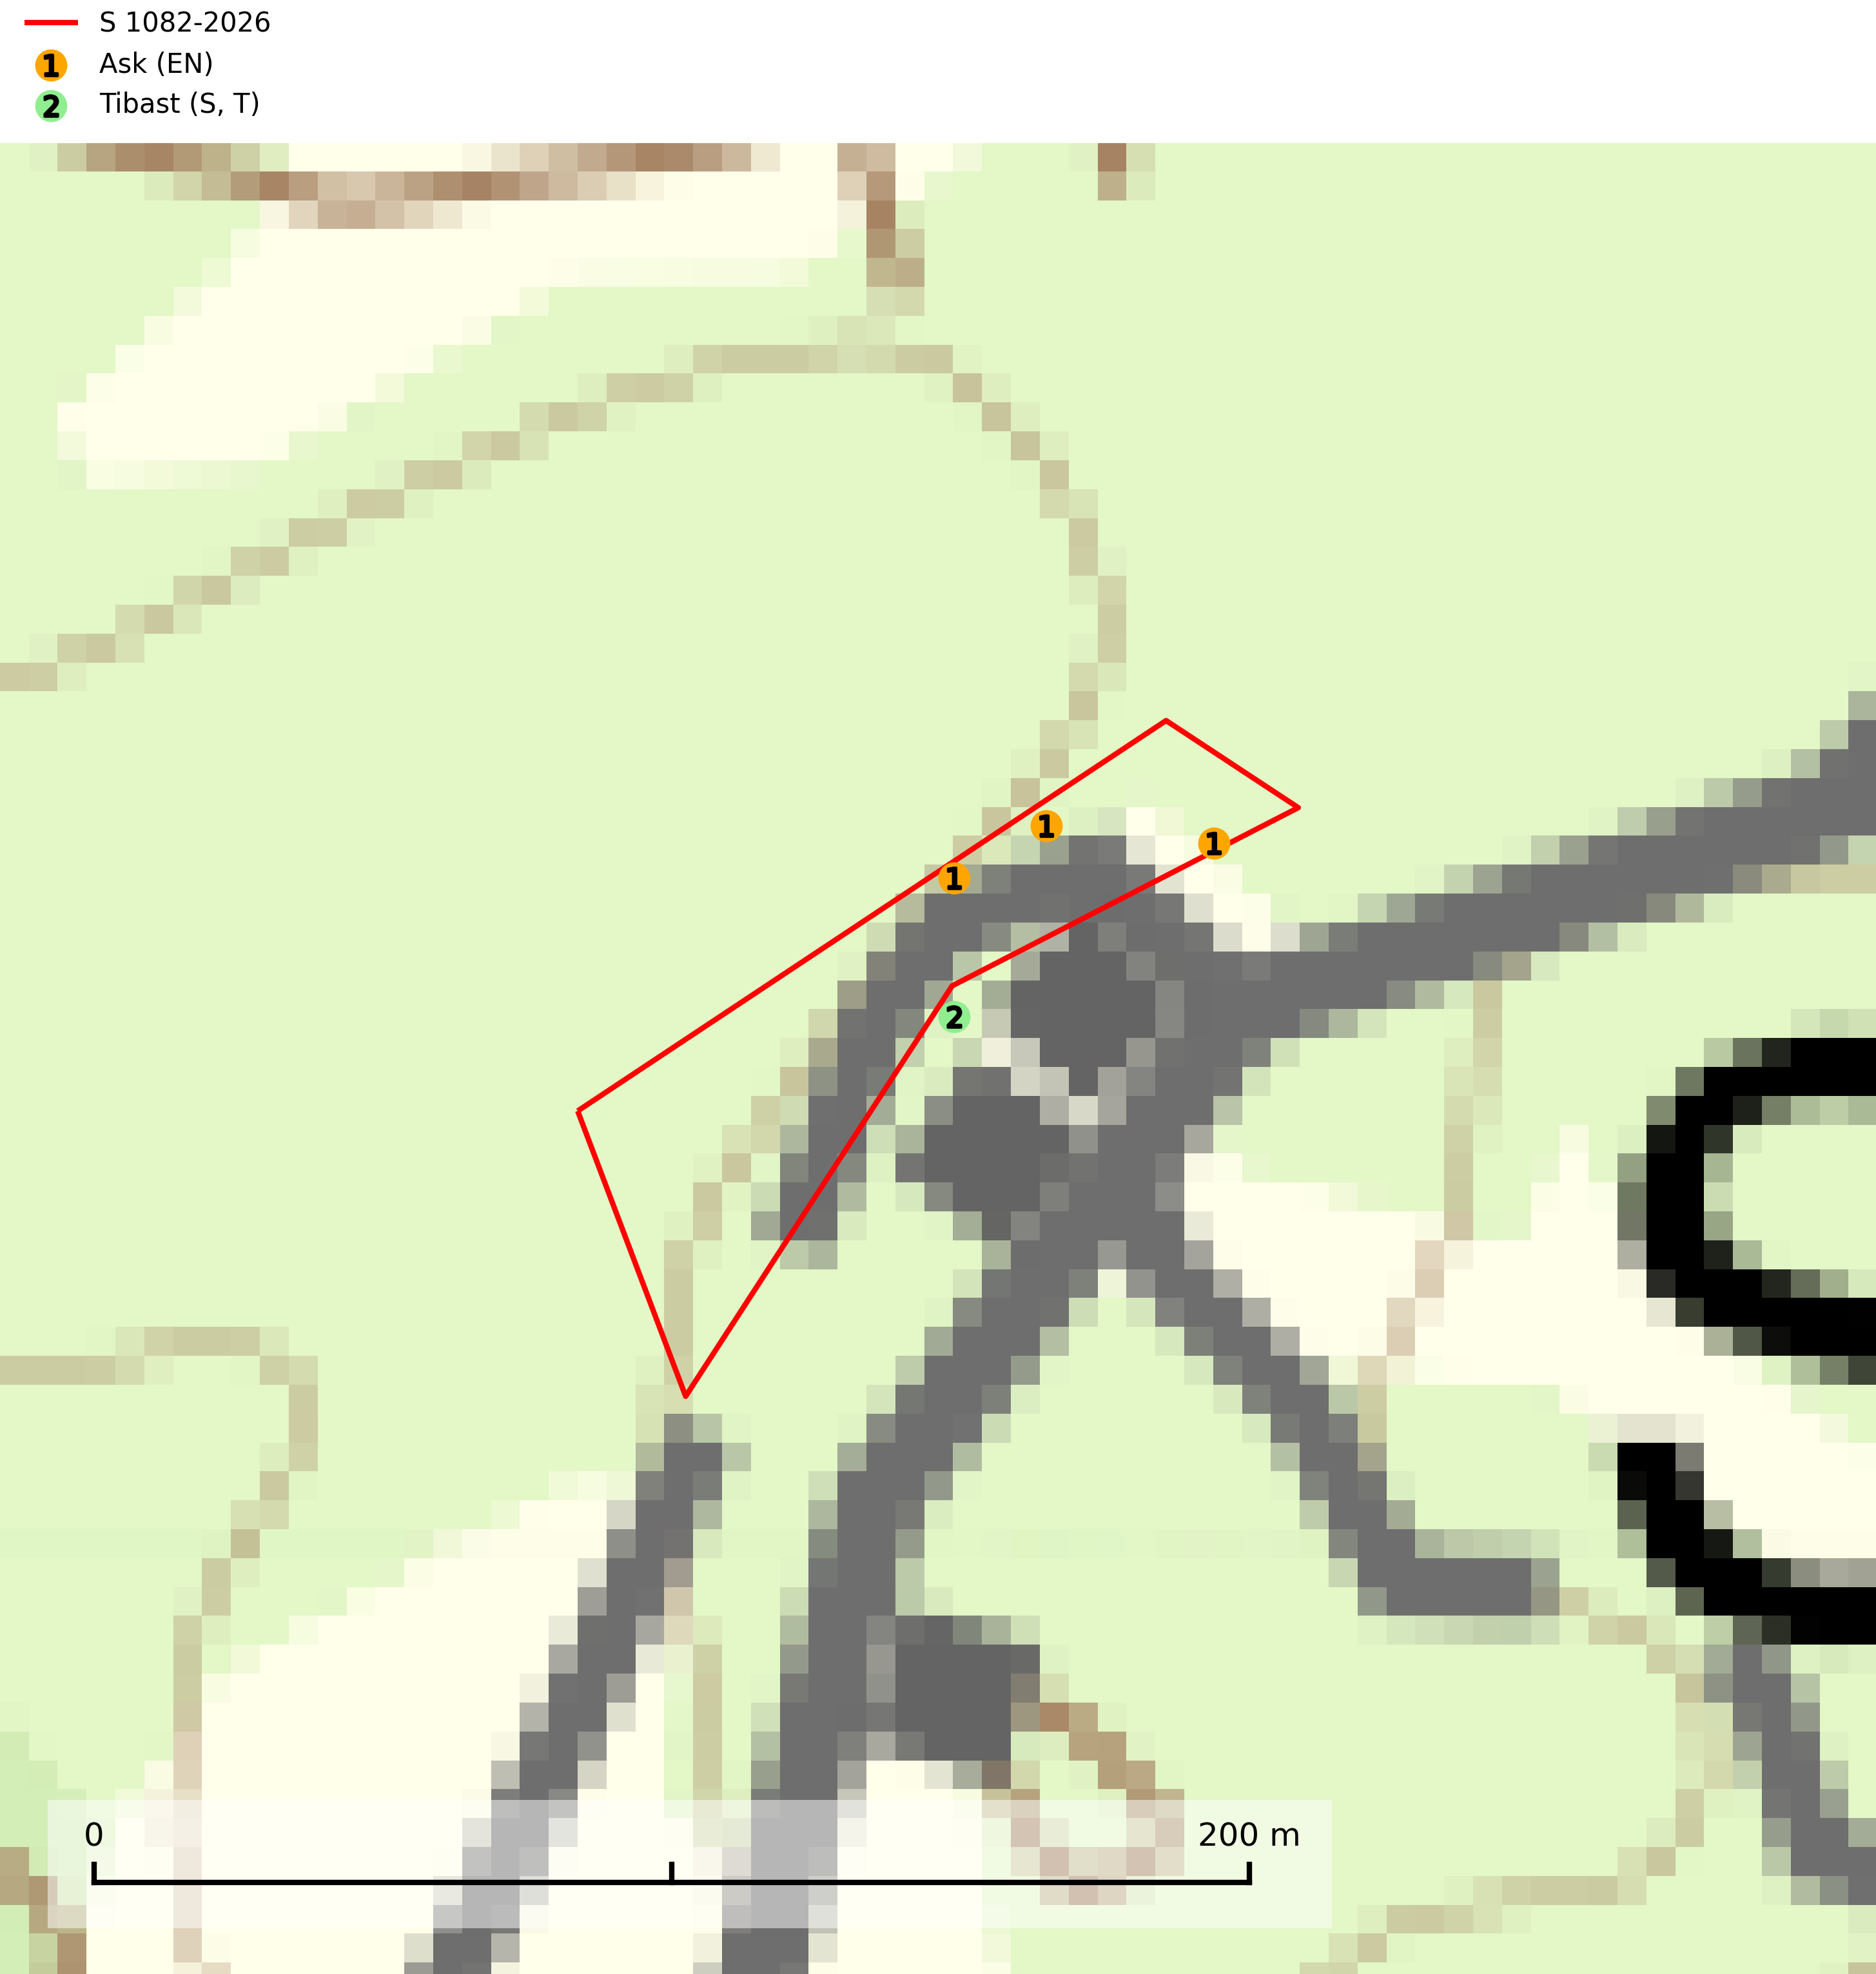 S 1082-2026
1 Ask (EN)
2 Tibast (S, T)
1
1
1
2
0 200 m